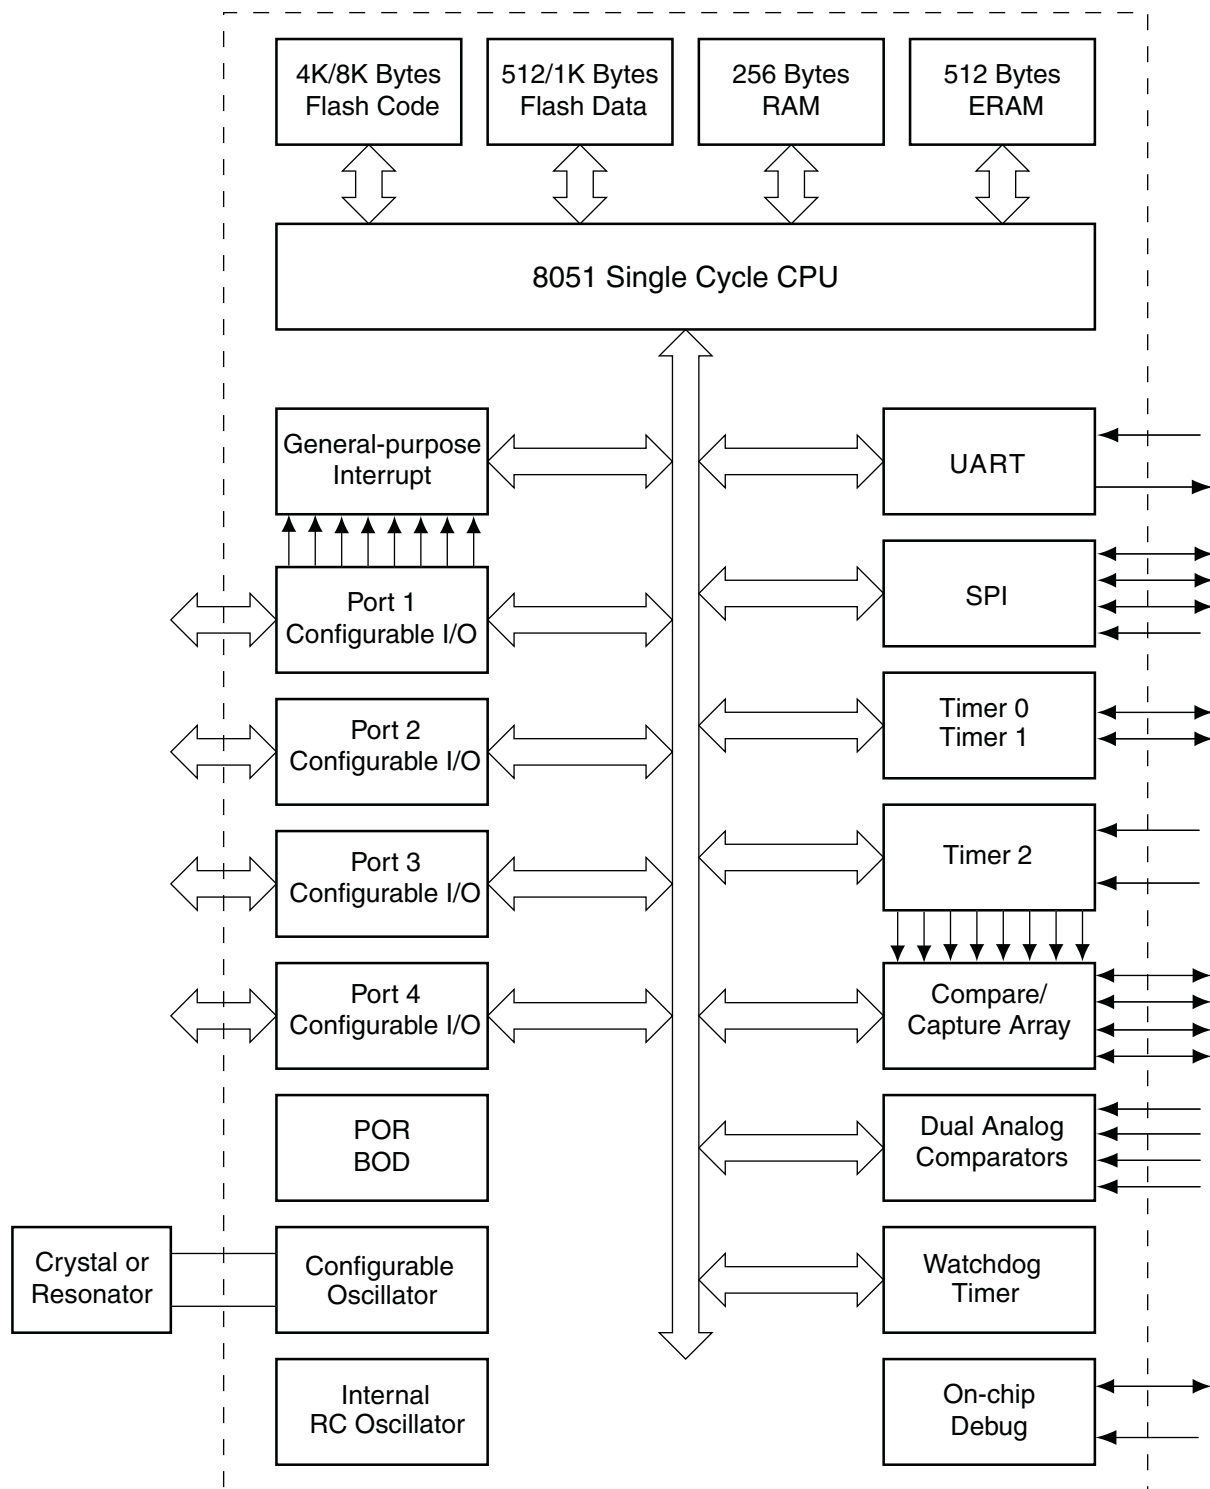 4K/8K Bytes
Flash Code
512/1K Bytes
Flash Data
256 Bytes
RAM
512 Bytes
ERAM
8051 Single Cycle CPU
General-purpose
Interrupt
UART
Port 1
Configurable I/O
SPI
Port 2
Configurable I/O
Timer 0
Timer 1
Port 3
Configurable I/O
Timer 2
Port 4
Configurable I/O
Compare/
Capture Array
POR
BOD
Dual Analog
Comparators
Crystal or
Resonator
Configurable
Oscillator
Watchdog
Timer
Internal
RC Oscillator
On-chip
Debug